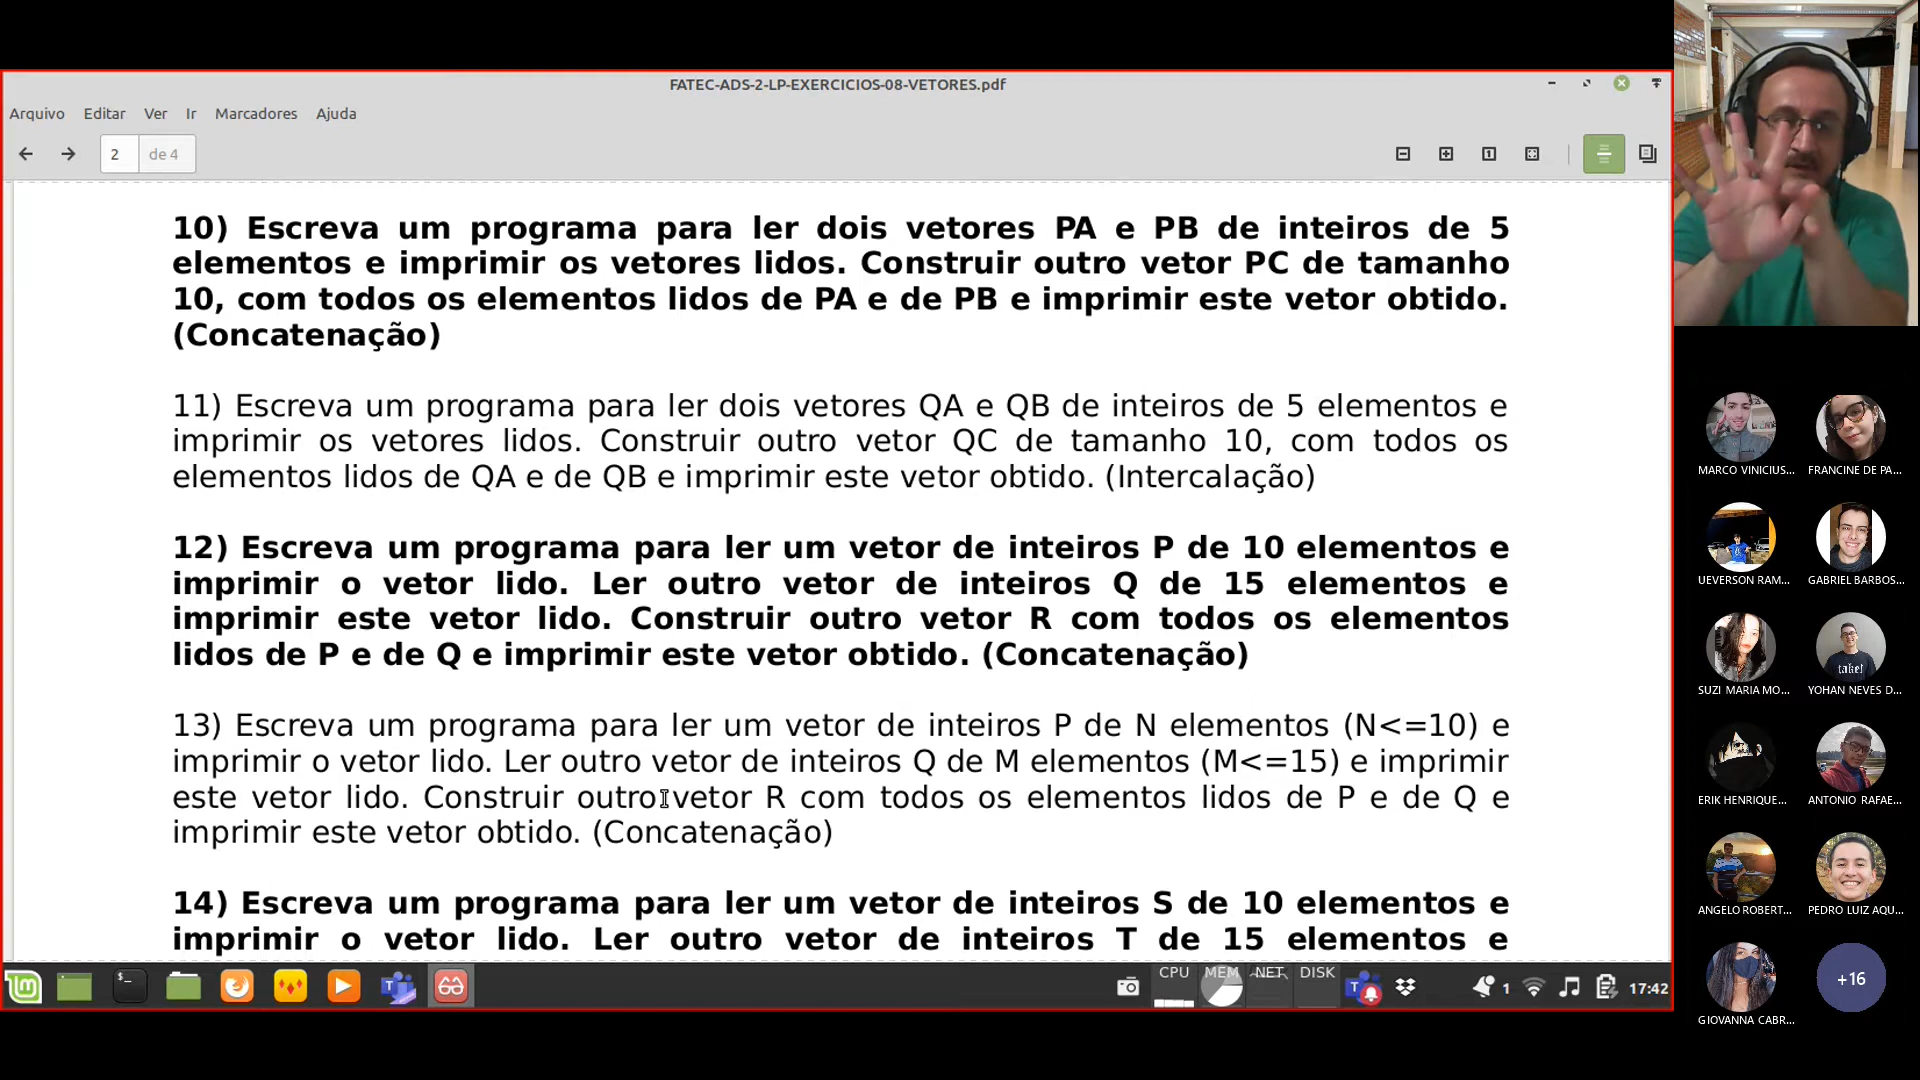 FATEC-ADS-2-LP-EXERCICIOS-08-VETORES.pdf
Arquivo Editar Ver Ir Marcadores Ajuda
2 de 4
10) Escreva um programa para ler dois vetores PA e PB de inteiros de 5
elementos e imprimir os vetores lidos. Construir outro vetor PC de tamanho
10, com todos os elementos lidos de PA e de PB e imprimir este vetor obtido.
(Concatenação)
11) Escreva um programa para ler dois vetores QA e QB de inteiros de 5 elementos e
imprimir os vetores lidos. Construir outro vetor QC de tamanho 10, com todos os
elementos lidos de QA e de QB e imprimir este vetor obtido. (Intercalação)
12) Escreva um programa para ler um vetor de inteiros P de 10 elementos e
imprimir o vetor lido. Ler outro vetor de inteiros Q de 15 elementos e
imprimir este vetor lido. Construir outro vetor R com todos os elementos
lidos de P e de Q e imprimir este vetor obtido. (Concatenação)
13) Escreva um programa para ler um vetor de inteiros P de N elementos (N<=10) e
imprimir o vetor lido. Ler outro vetor de inteiros Q de M elementos (M<=15) e imprimir
este vetor lido. Construir outro vetor R com todos os elementos lidos de P e de Q e
imprimir este vetor obtido. (Concatenação)
14) Escreva um programa para ler um vetor de inteiros S de 10 elementos e
imprimir o vetor lido. Ler outro vetor de inteiros T de 15 elementos e
CPU MEM NET DISK
1 17:42
MARCO VINICIUS... FRANCINE DE PA...
UEVERSON RAM... GABRIEL BARBOS...
SUZI MARIA MO... YOHAN NEVES D...
ERIK HENRIQUE... ANTONIO RAFAE...
ANGELO ROBERT... PEDRO LUIZ AQU...
GIOVANNA CABR... +16